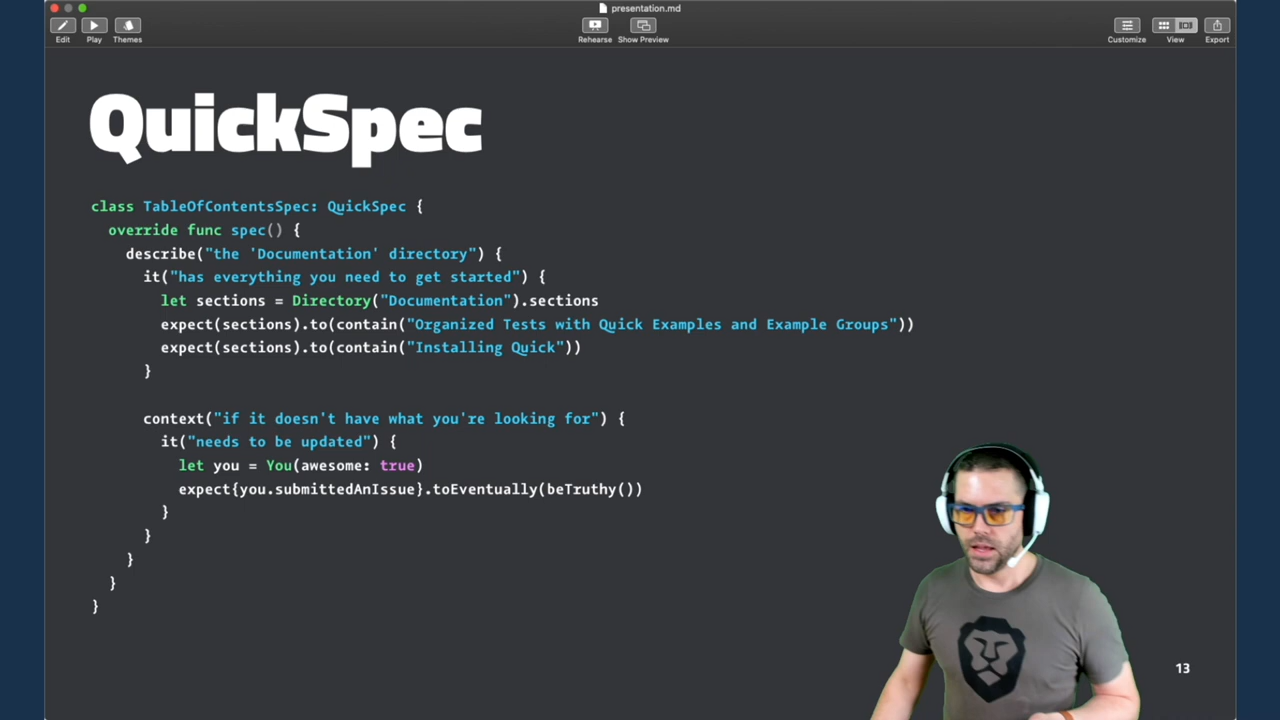 presentation.md
Edit
Play
Themes
Rehearse
Show Preview
Customize
View
Export
QuickSpec
class TableOfContentsSpec: QuickSpec {
override func spec() {
describe("the 'Documentation' directory") {
it("has everything you need to get started") {
let sections = Directory("Documentation").sections
expect(sections).to(contain("Organized Tests with Quick Examples and Example Groups"))
expect(sections).to(contain("Installing Quick"))
}
context("if it doesn't have what you're looking for") {
it("needs to be updated") {
let you = You(awesome: true)
expect{you.submittedAnIssue}.toEventually(beTruthy())
}
}
}
}
}
13